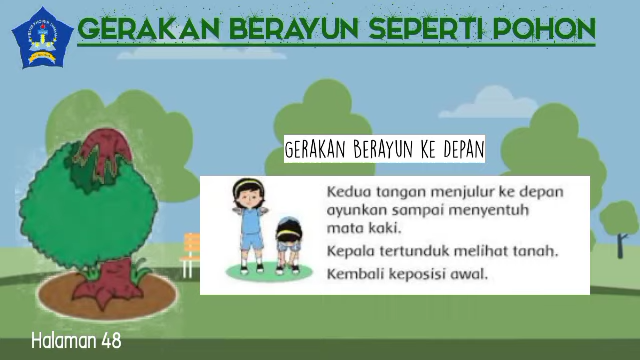 GERAKAN BERAYUN SEPERTI POHON
GERAKAN BERAYUN KE DEPAN
Kedua tangan menjulur ke depan
ayunkan sampai menyentuh
mata kaki.
Kepala tertunduk melihat tanah.
Kembali keposisi awal.
Halaman 48